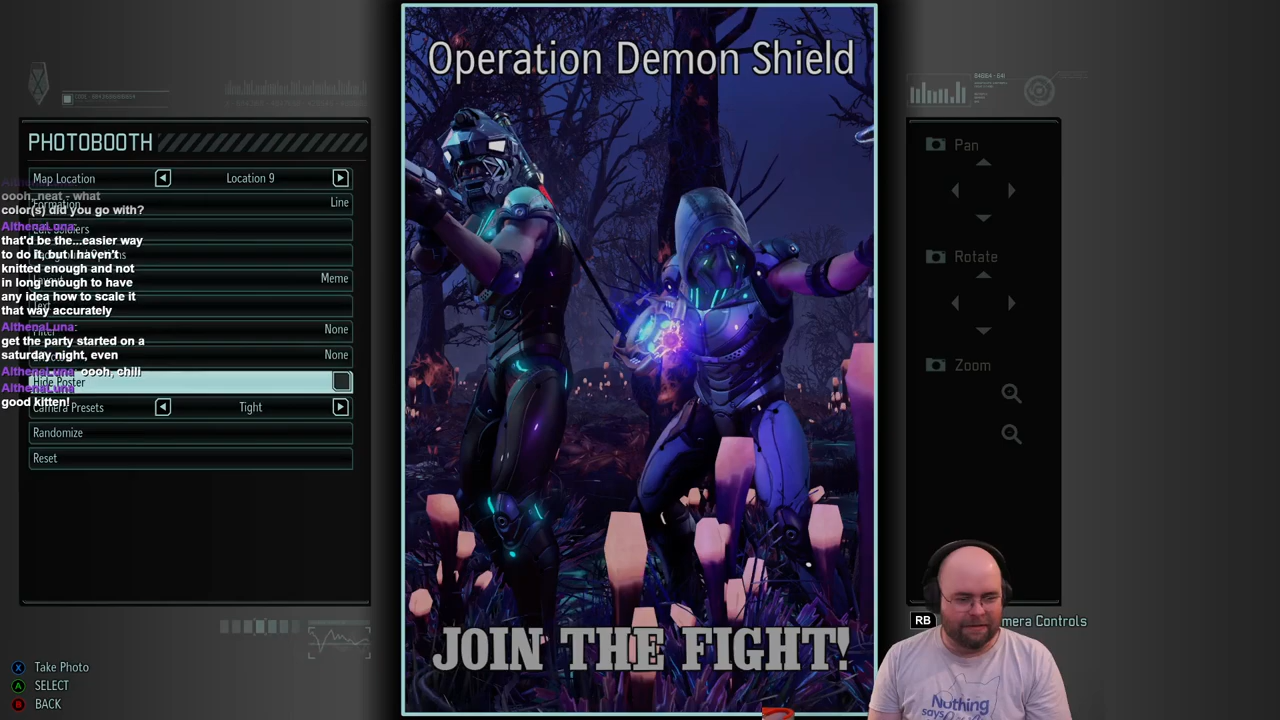 Operation Demon Shield
PHOTOBOOTH
Map Location
Location 9
oooh, neat - what
color(s) did you go with?
Line
AlthenaLuna:
that'd be the...easier way
to do it, but I haven't
knitted enough and not
in long enough to have
any idea how to scale it
that way accurately
Meme
AlthenaLuna:
get the party started on a
saturday night, even
None
None
AlthenaLuna: oooh, chill
Hide Poster
AlthenaLuna:
good kitten!
Camera Presets
Tight
Randomize
Reset
JOIN THE FIGHT!
Pan
Rotate
Zoom
RB
mera Controls
X Take Photo
A SELECT
B BACK
Nothing
says